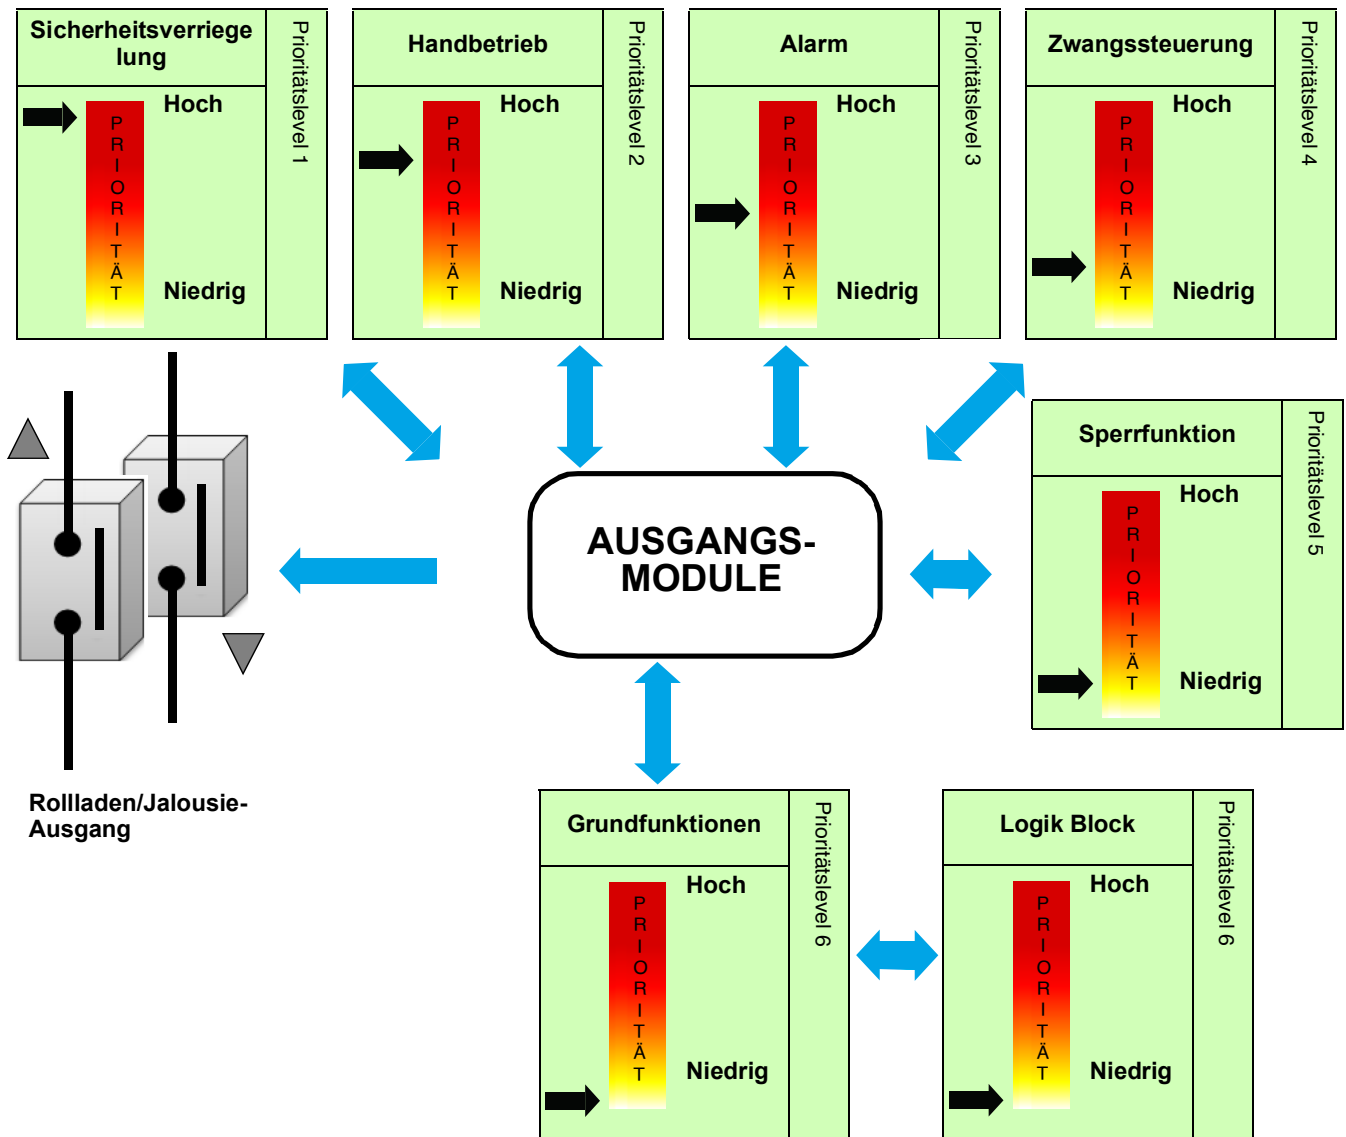 Sicherheitsverriege
lung
Prioritätslevel 1
Hoch
PRIORITÄT
Niedrig
Handbetrieb
Prioritätslevel 2
Hoch
PRIORITÄT
Niedrig
Alarm
Prioritätslevel 3
Hoch
PRIORITÄT
Niedrig
Zwangssteuerung
Prioritätslevel 4
Hoch
PRIORITÄT
Niedrig
Sperrfunktion
Prioritätslevel 5
Hoch
PRIORITÄT
Niedrig
AUSGANGS-
MODULE
Rollladen/Jalousie-
Ausgang
Grundfunktionen
Prioritätslevel 6
Hoch
PRIORITÄT
Niedrig
Logik Block
Prioritätslevel 6
Hoch
PRIORITÄT
Niedrig